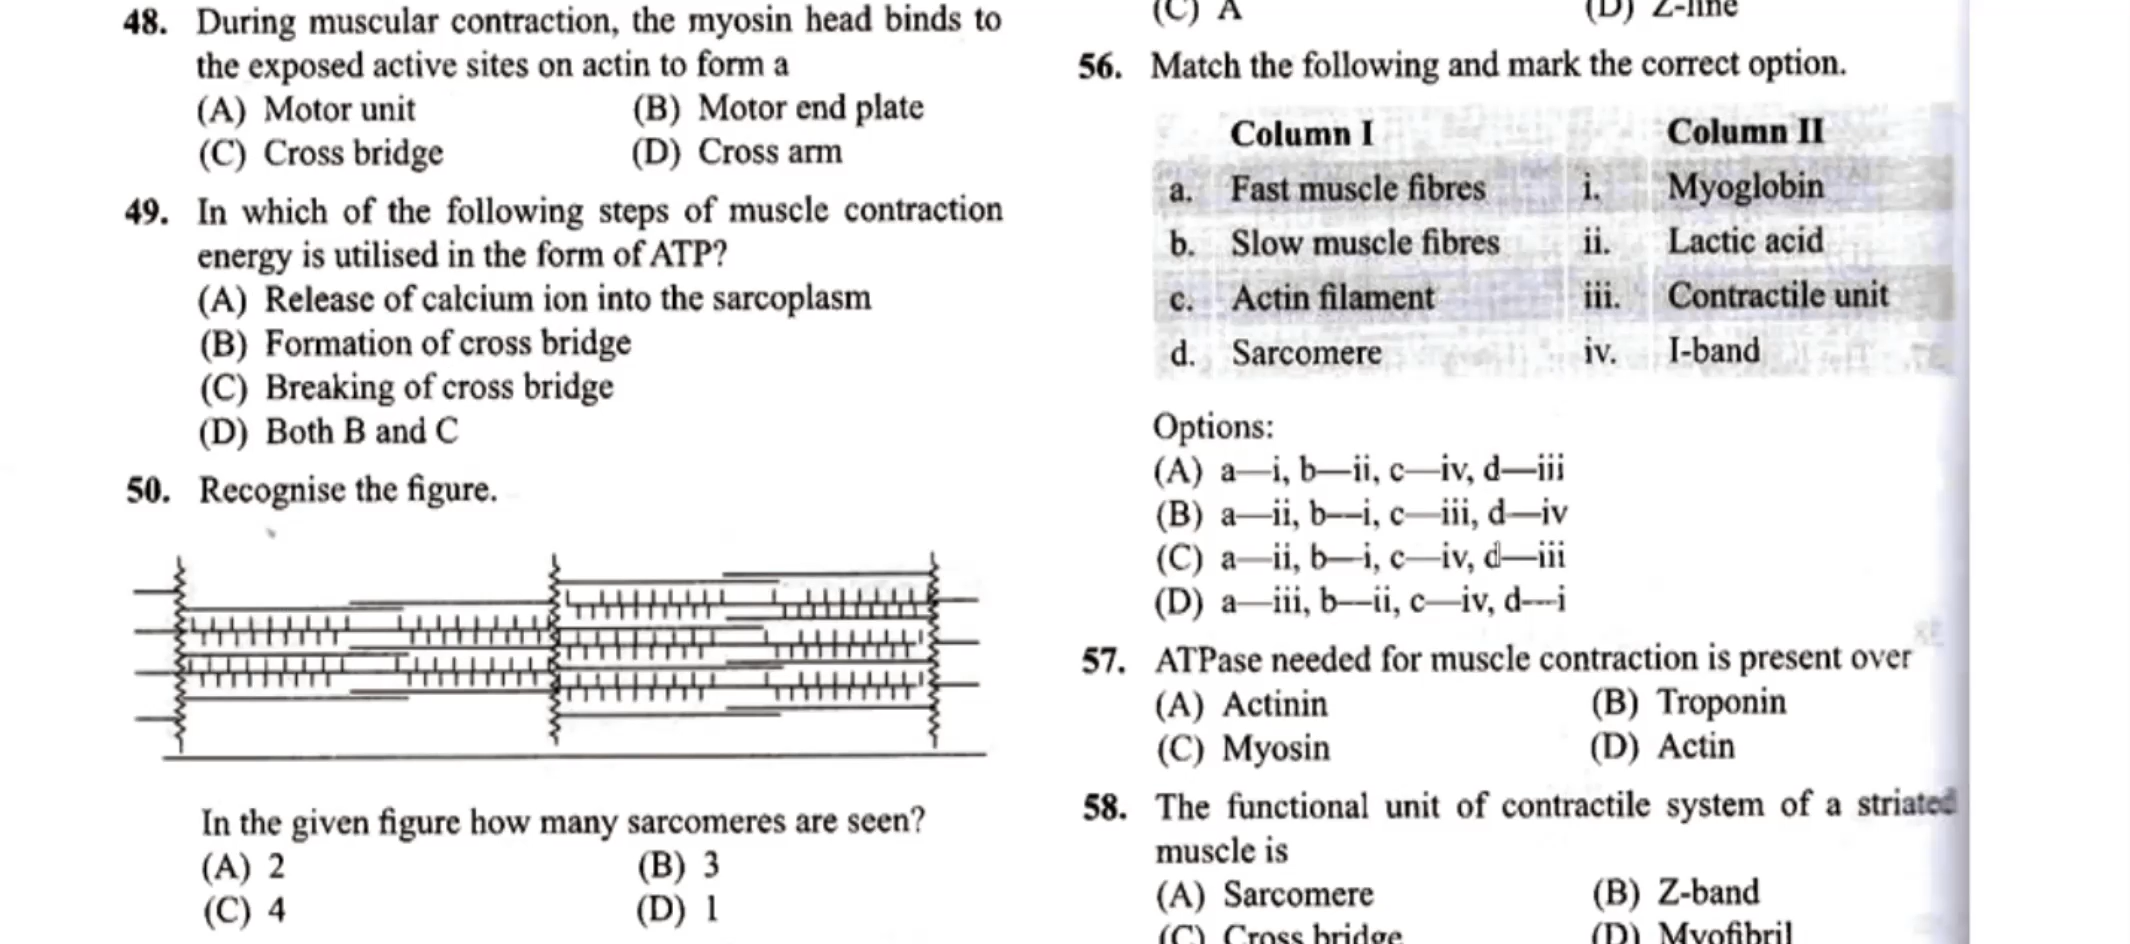 48. During muscular contraction, the myosin head binds to
the exposed active sites on actin to form a
(A) Motor unit (B) Motor end plate
(C) Cross bridge (D) Cross arm
49. In which of the following steps of muscle contraction
energy is utilised in the form of ATP?
(A) Release of calcium ion into the sarcoplasm
(B) Formation of cross bridge
(C) Breaking of cross bridge
(D) Both B and C
50. Recognise the figure.
In the given figure how many sarcomeres are seen?
(A) 2 (B) 3
(C) 4 (D) 1
(C) A (D) Z-line
56. Match the following and mark the correct option.
Column I Column II
a. Fast muscle fibres i. Myoglobin
b. Slow muscle fibres ii. Lactic acid
c. Actin filament iii. Contractile unit
d. Sarcomere iv. I-band
Options:
(A) a—i, b—ii, c—iv, d—iii
(B) a—ii, b—i, c—iii, d—iv
(C) a—ii, b—i, c—iv, d—iii
(D) a—iii, b—ii, c—iv, d—i
57. ATPase needed for muscle contraction is present over
(A) Actinin (B) Troponin
(C) Myosin (D) Actin
58. The functional unit of contractile system of a striated
muscle is
(A) Sarcomere (B) Z-band
(C) Cross bridge (D) Myofibril